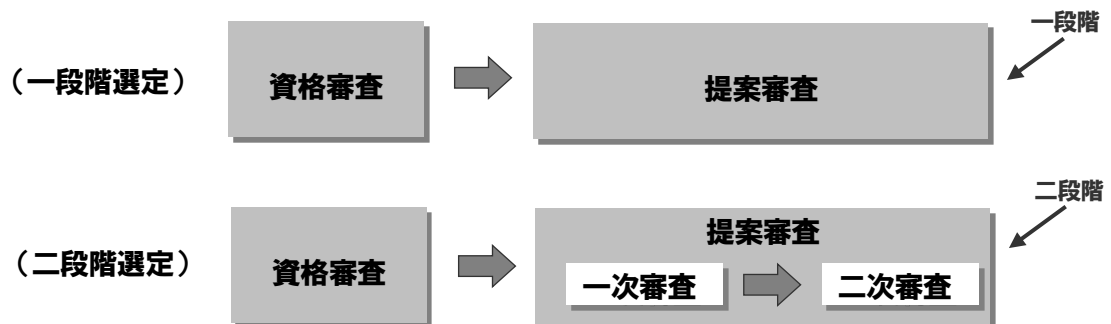 一段階
（一段階選定）
資格審査
提案審査
二段階
（二段階選定）
資格審査
提案審査
一次審査
二次審査